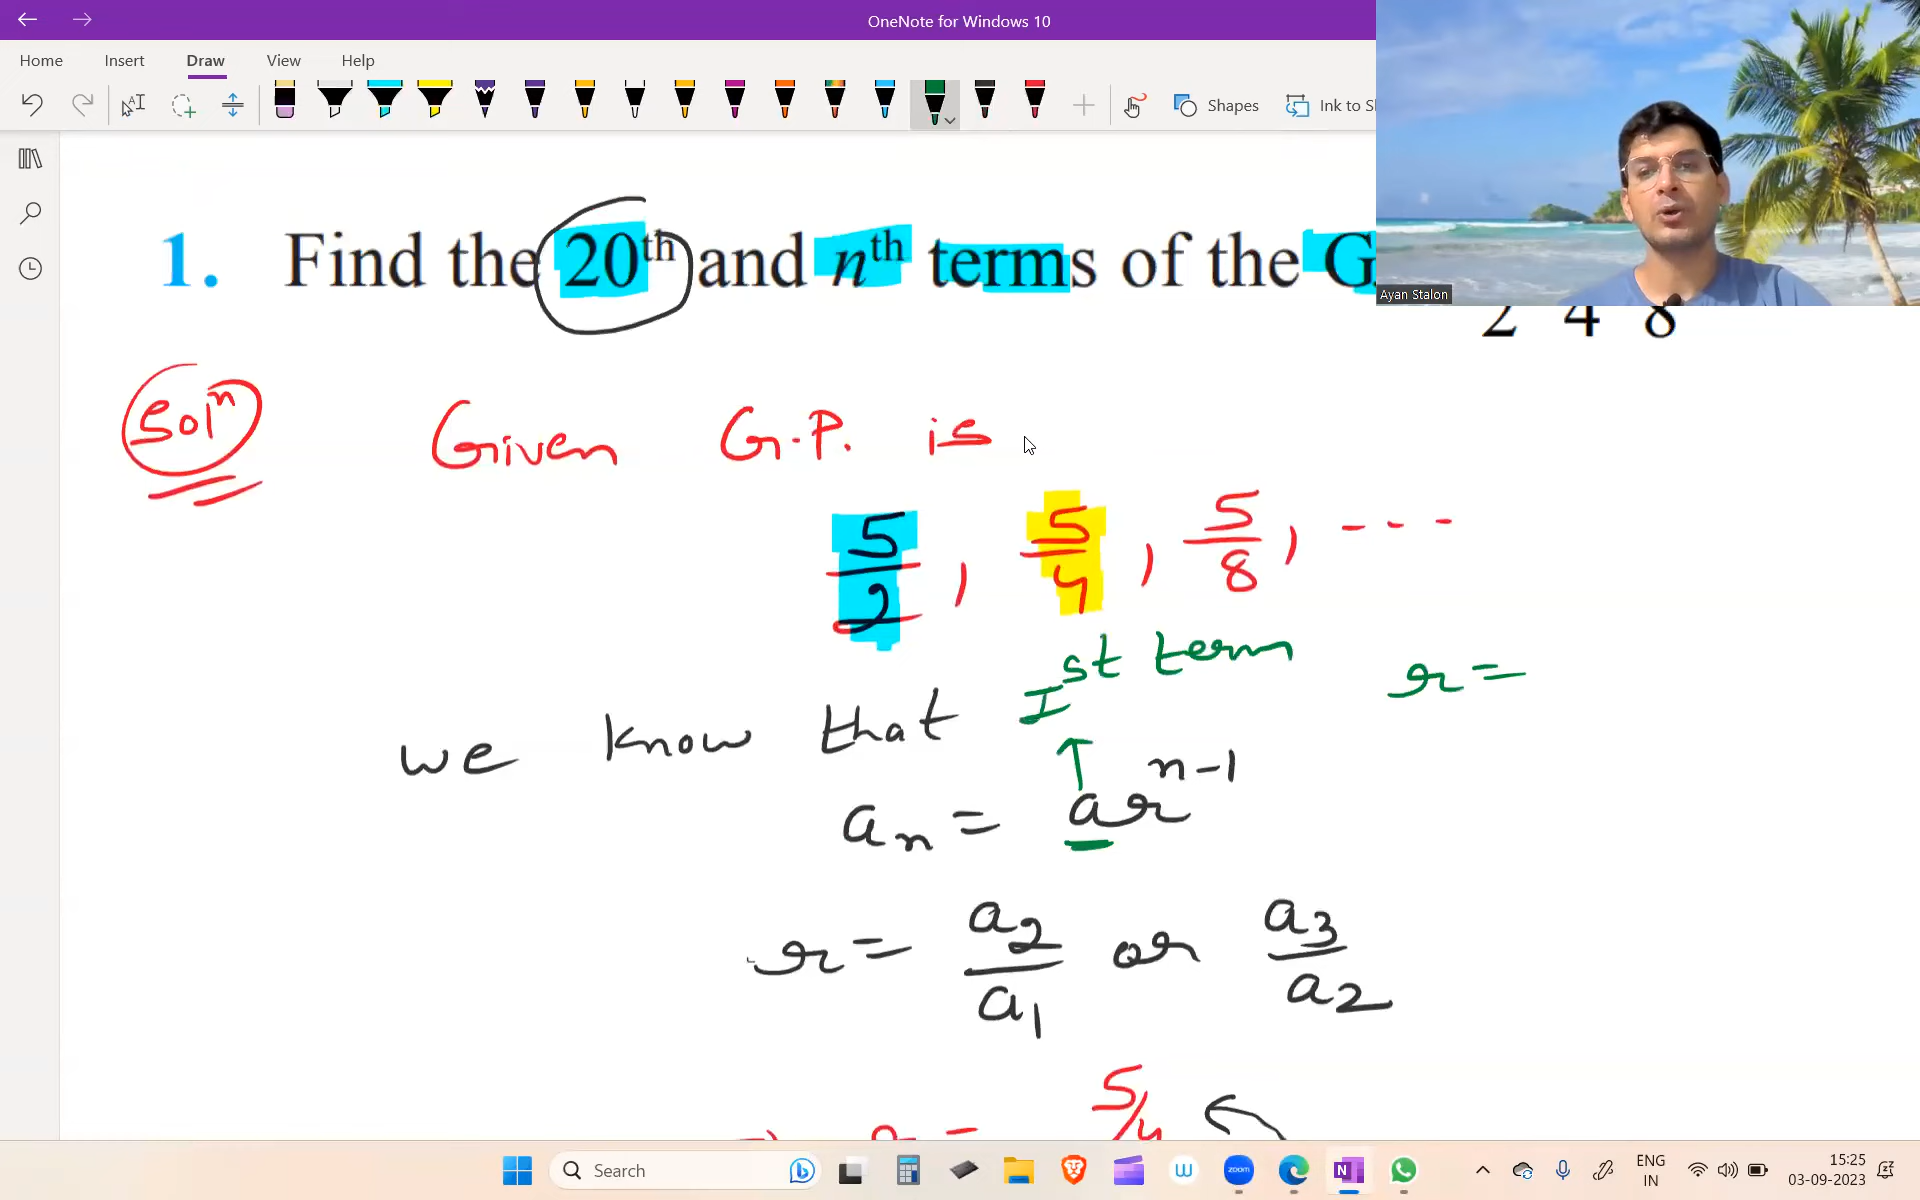 OneNote for Windows 10
Home Insert Draw View Help
Shapes Ink to Sh
1. Find the 20th and nth terms of the G.
2 4 8
Ayan Stalon
Soln Given G.P. is
5/2, 5/4, 5/8, ---
Ist term r =
we know that
an = ar^n-1
r = a2/a1 or a3/a2
5/4
Search
zoom
ENG
IN
15:25
03-09-2023